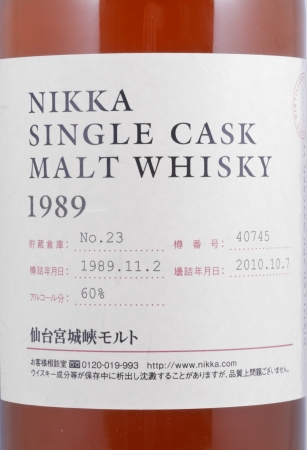 NIKKA
SINGLE CASK
MALT WHISKY
1989
貯蔵倉庫: No.23 樽番号: 40745
樽詰年月日: 1989.11.2 壜詰年月日: 2010.10.7
アルコール分: 60%
仙台宮城峡モルト
お客様相談室 0120-019-993 http://www.nikka.com
ウイスキー成分等が保存中に析出し沈澱することがありますが、品質上問題ございません。